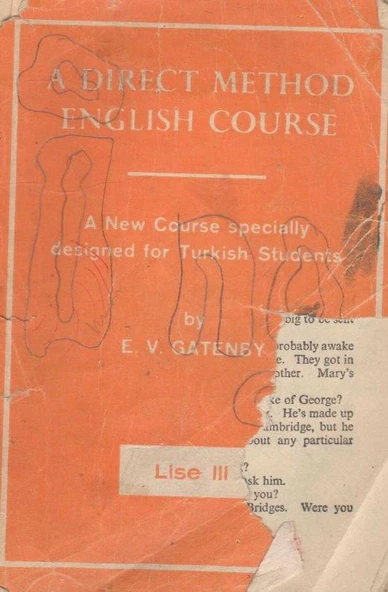 A DIRECT METHOD
ENGLISH COURSE
A New Course specially
designed for Turkish Students
by
E. V. GATENBY
Lise III
big to be sent
robably awake
e. They got in
other. Mary's
ke of George?
. He's made up
ambridge, but he
bout any particular
?
ask him.
you?
Bridges. Were you